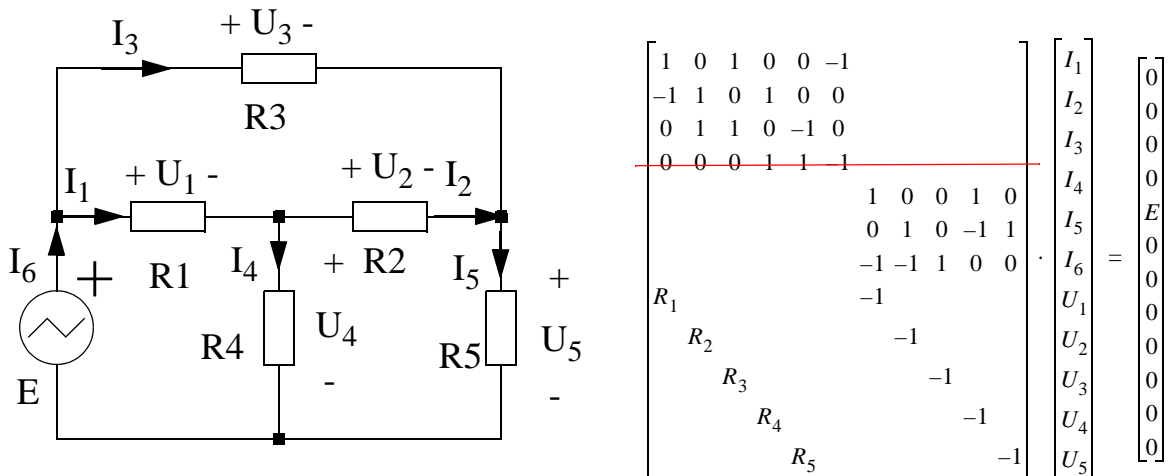 + U3 -
I3
R3
+ U1 -
+ U2 -
I1
I2
I6
+
R1
I4
+
R2
I5
+
R4
U4
R5
U5
-
-
E
1 0 1 0 0 –1
–1 1 0 1 0 0
0 1 1 0 –1 0
0 0 0 1 1 –1
1 0 0 1 0
0 1 0 –1 1
–1 –1 1 0 0
R1 –1
R2 –1
R3 –1
R4 –1
R5 –1
·
I1
I2
I3
I4
I5
I6
U1
U2
U3
U4
U5
=
0
0
0
0
E
0
0
0
0
0
0
0